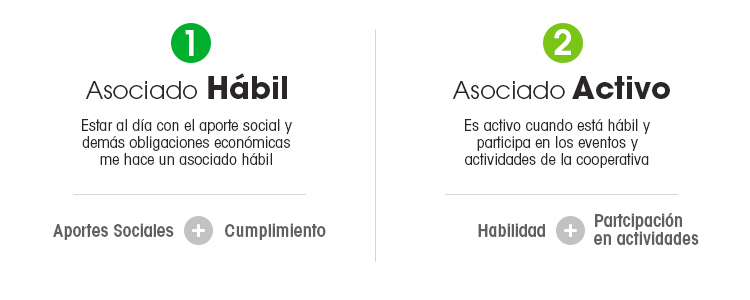 1
Asociado Hábil
Estar al día con el aporte social y
demás obligaciones económicas
me hace un asociado hábil
Aportes Sociales + Cumplimiento
2
Asociado Activo
Es activo cuando está hábil y
participa en los eventos y
actividades de la cooperativa
Habilidad + Partcipación
en actividades